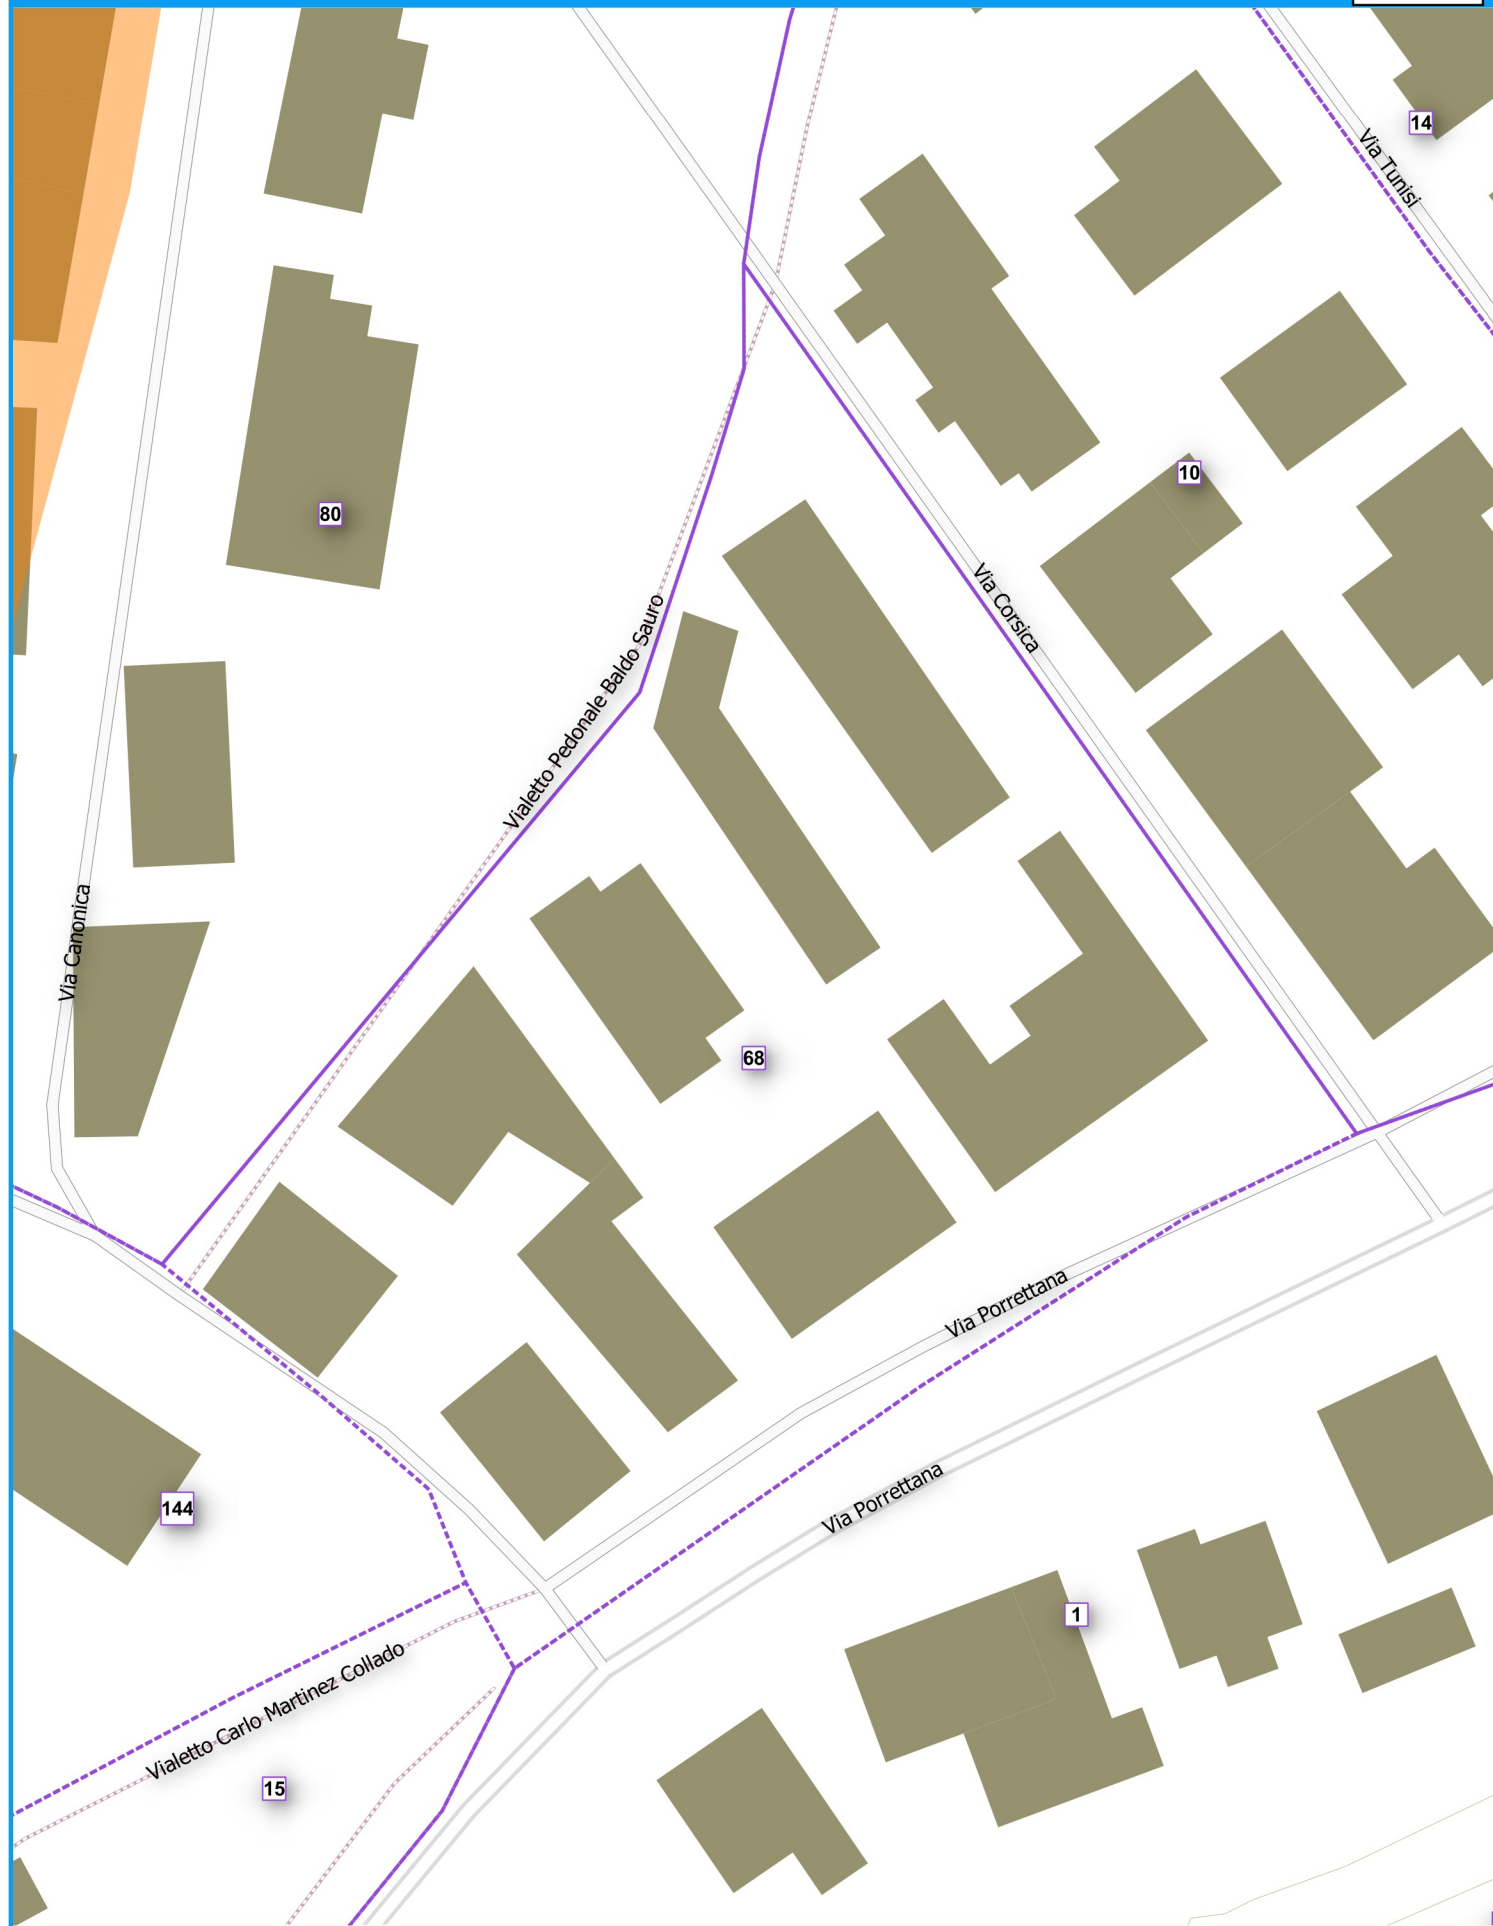 14
Via Tunisi
10
80
Via Corsica
Vialetto Pedonale Baldo Sauro
Via Canonica
68
Via Porrettana
Via Porrettana
144
1
Vialetto Carlo Martinez Collado
15